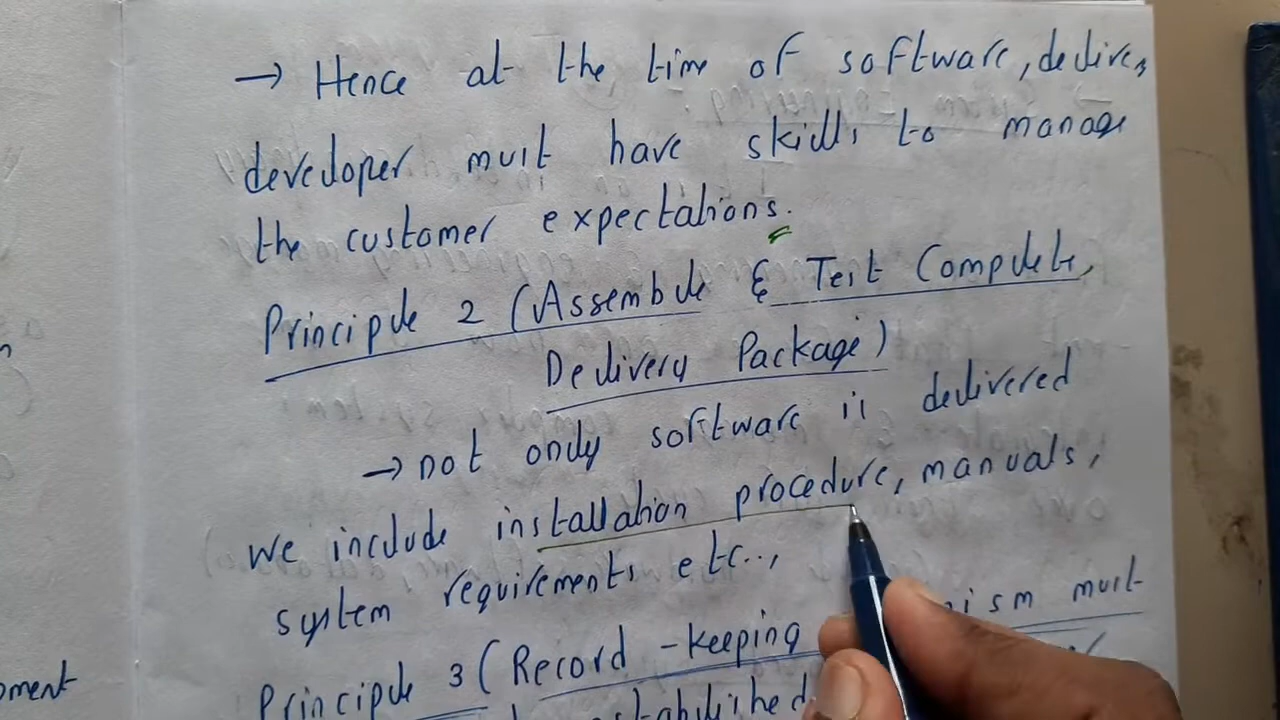 → Hence at the time of software, delivery
developer must have skills to manage
the customer expectations.
Principle 2 (Assemble & Test Complete,
Delivery Package)
→ not only software is delivered
we include installation procedure, manuals,
system requirements etc..,
Principle 3 (Record -keeping must